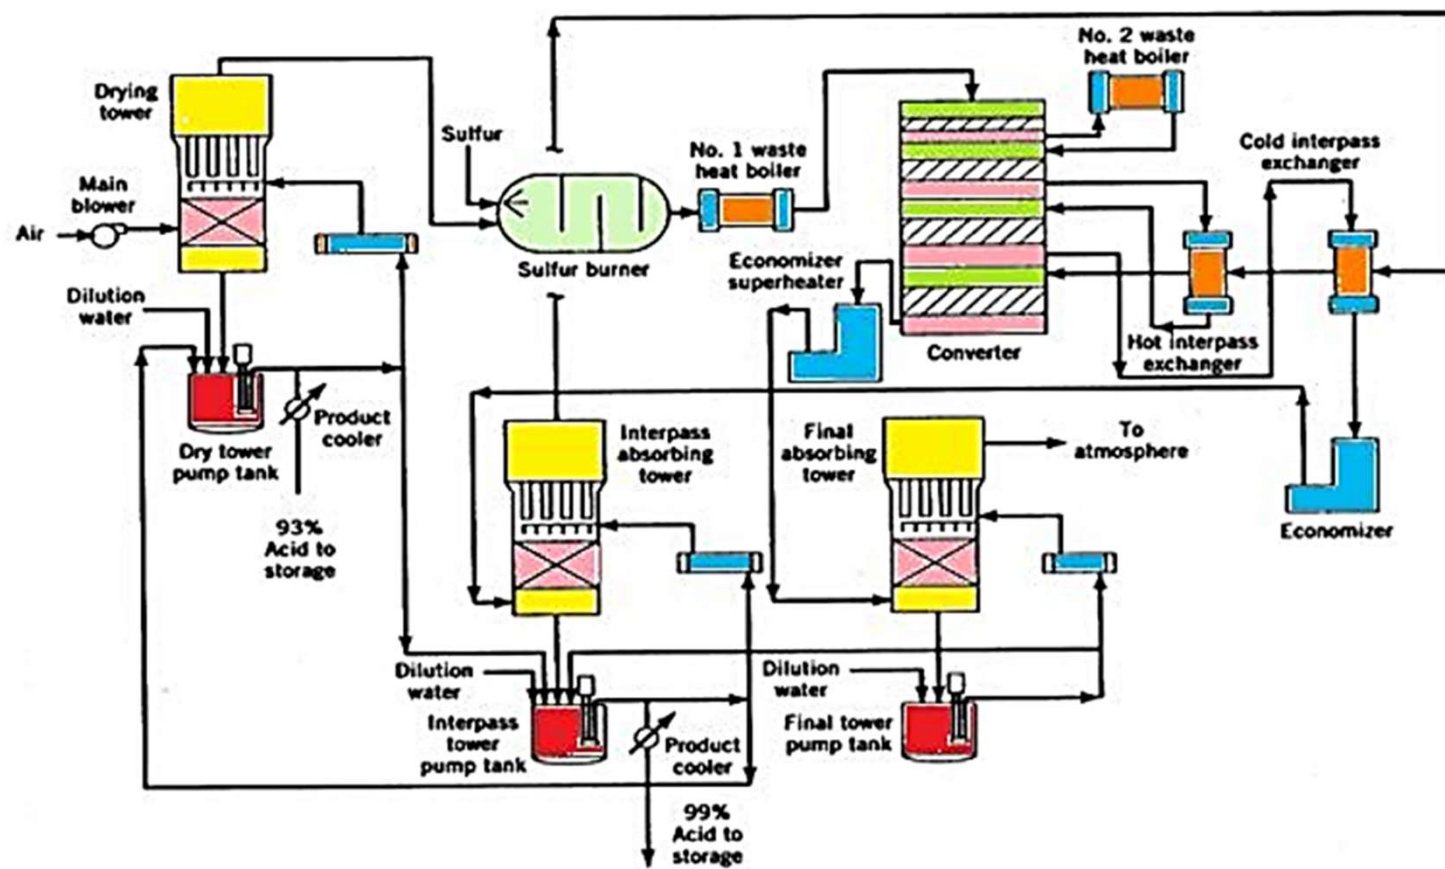 No. 2 waste
heat boiler
Drying
tower
Sulfur
No. 1 waste
heat boiler
Cold interpass
exchanger
Main
blower
Air
Sulfur burner
Economizer
superheater
Dilution
water
Converter
Hot interpass
exchanger
Product
cooler
Dry tower
pump tank
Interpass
absorbing
tower
Final
absorbing
tower
To
atmosphere
93%
Acid to
storage
Economizer
Dilution
water
Dilution
water
Interpass
tower
pump tank
Product
cooler
Final tower
pump tank
99%
Acid to
storage